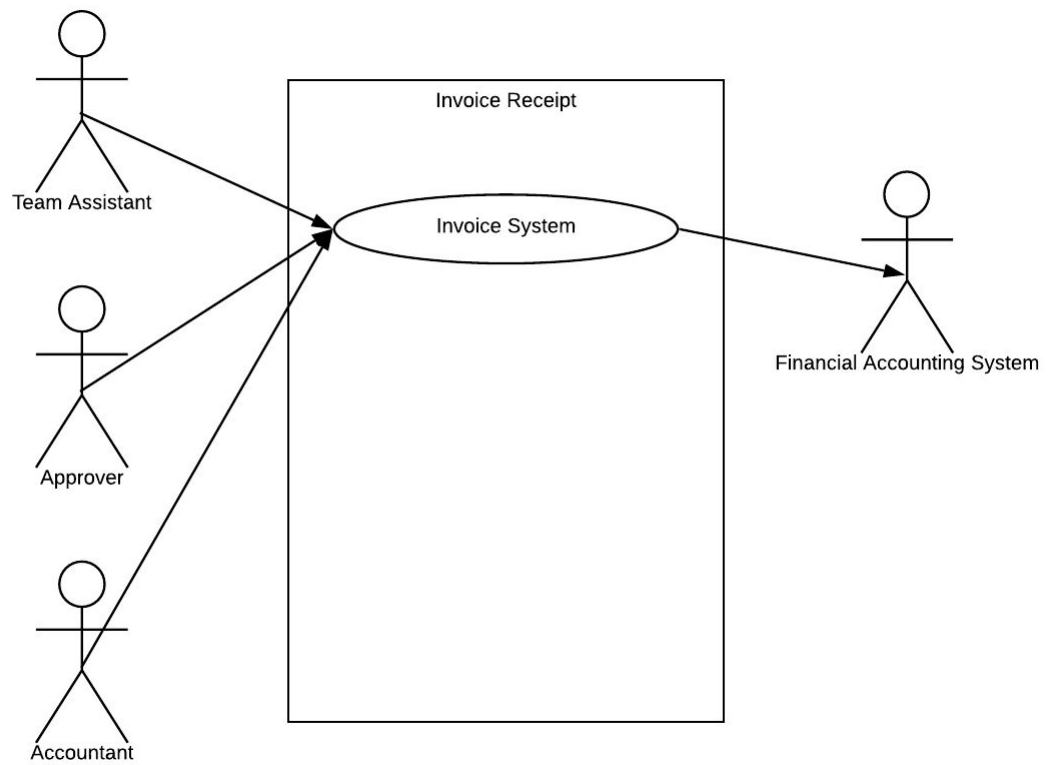 Invoice Receipt
Team Assistant
Invoice System
Financial Accounting System
Approver
Accountant